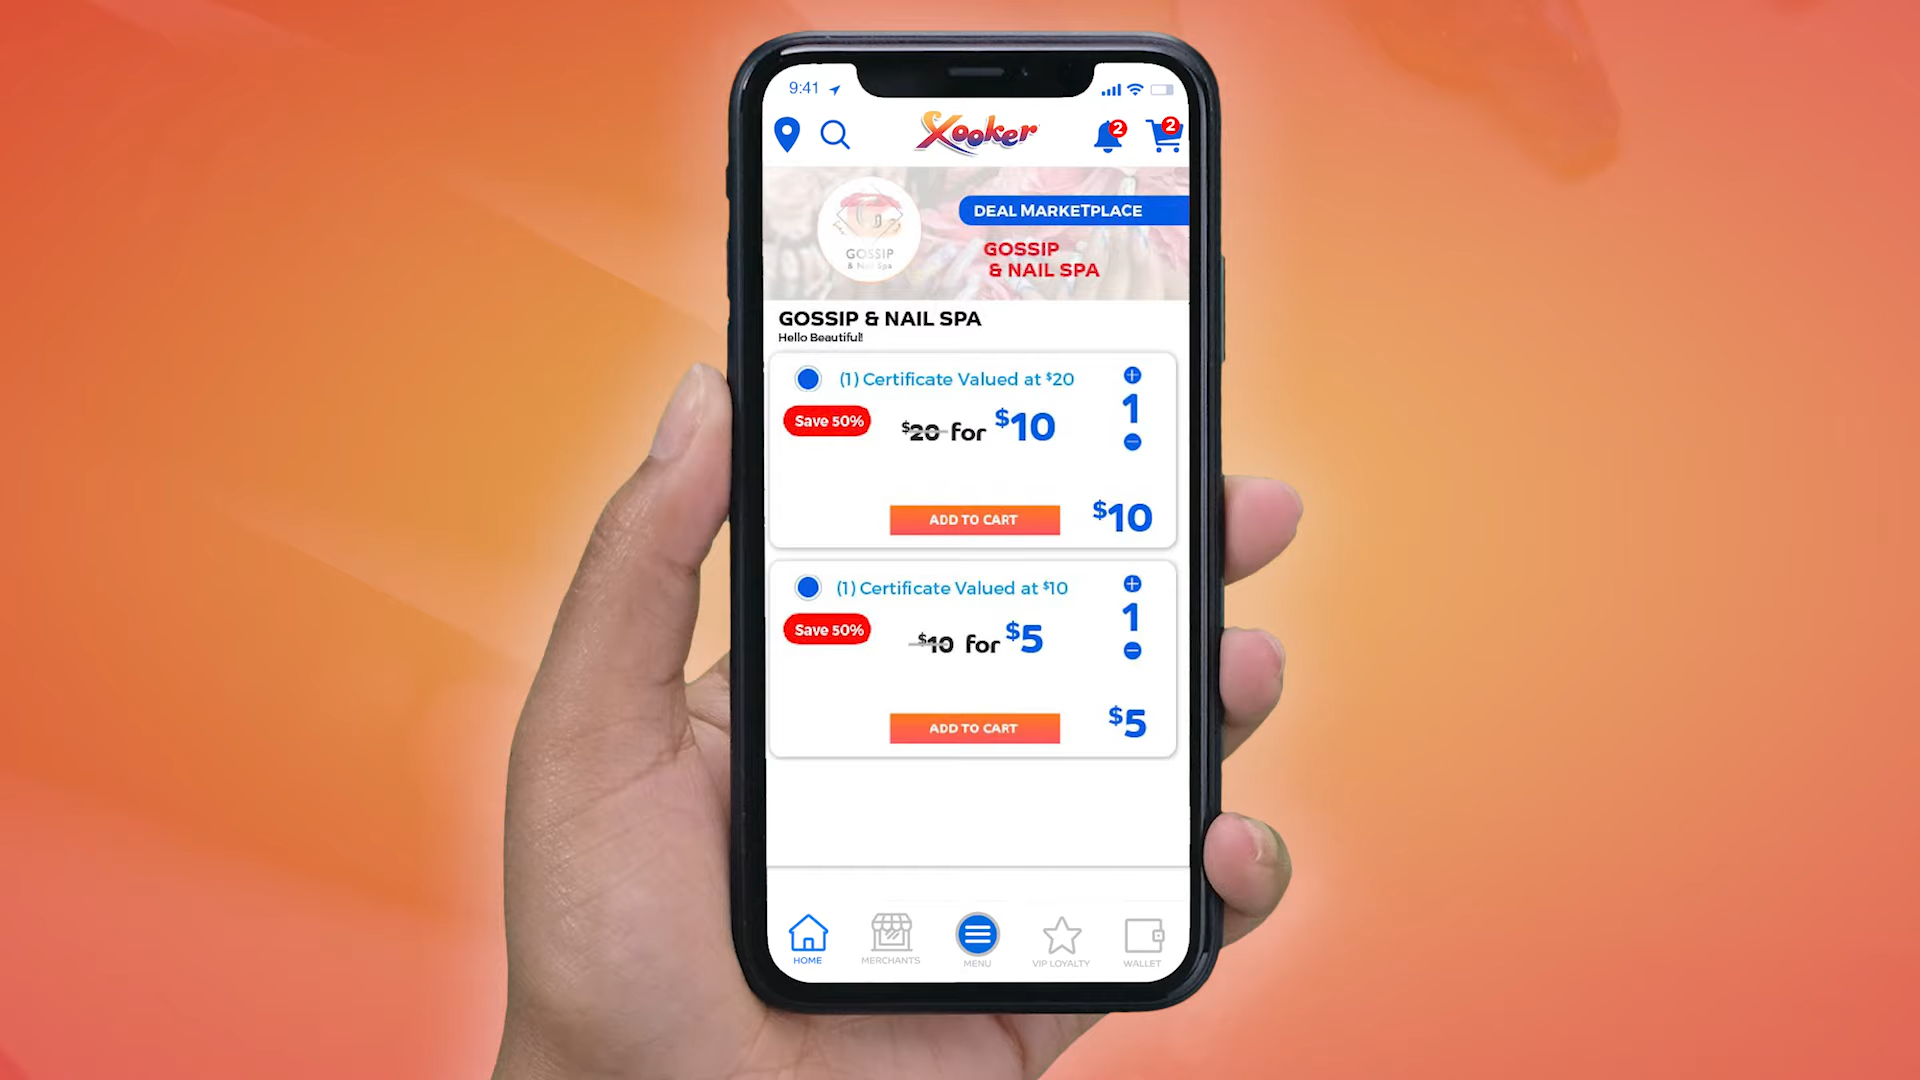 9:41
Xooker
2
2
DEAL MARKETPLACE
GOSSIP
& NAIL SPA
GOSSIP
& Nail Spa
GOSSIP & NAIL SPA
Hello Beautiful!
(1) Certificate Valued at $20
Save 50%
$20 for $10
1
ADD TO CART
$10
(1) Certificate Valued at $10
Save 50%
$10 for $5
1
ADD TO CART
$5
HOME
MERCHANTS
MENU
VIP LOYALTY
WALLET